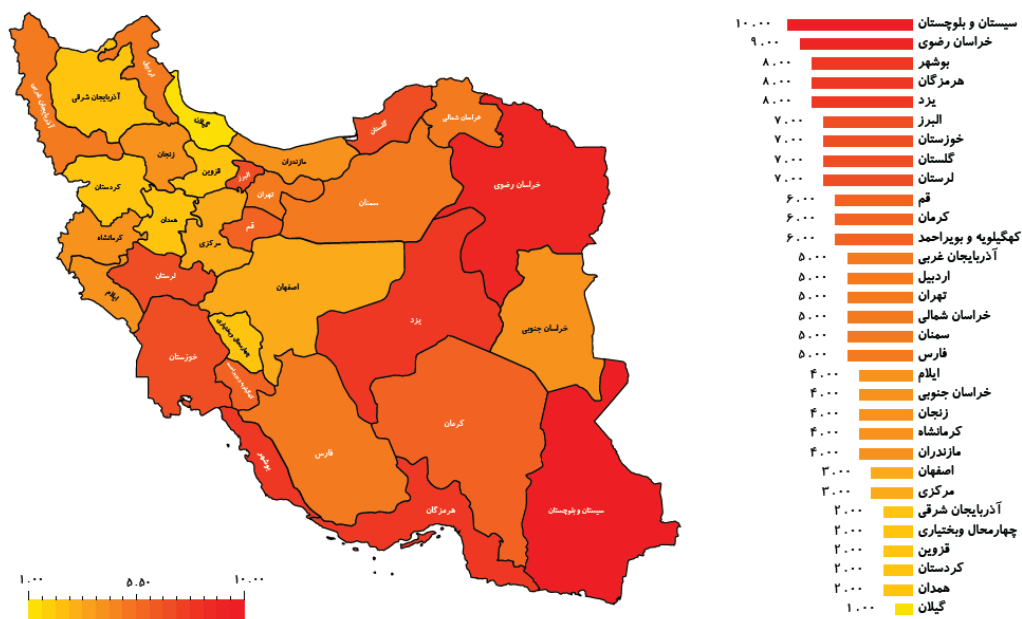 آذربایجان غربی
اردبیل
آذربایجان شرقی
گیلان
زنجان
کردستان
قزوین
البرز
تهران
مازندران
گلستان
خراسان شمالی
خراسان رضوی
سمنان
همدان
کرمانشاه
مرکزی
قم
لرستان
ایلام
اصفهان
یزد
خراسان جنوبی
چهارمحال وبختیاری
خوزستان
کرمان
فارس
بوشهر
هرمزگان
سیستان و بلوچستان
۱.۰۰
۵.۵۰
۱۰.۰۰
سیستان و بلوچستان ۱۰.۰۰
خراسان رضوی ۹.۰۰
بوشهر ۸.۰۰
هرمزگان ۸.۰۰
یزد ۸.۰۰
البرز ۷.۰۰
خوزستان ۷.۰۰
گلستان ۷.۰۰
لرستان ۷.۰۰
قم ۶.۰۰
کرمان ۶.۰۰
کهگیلویه و بویراحمد ۶.۰۰
آذربایجان غربی ۵.۰۰
اردبیل ۵.۰۰
تهران ۵.۰۰
خراسان شمالی ۵.۰۰
سمنان ۵.۰۰
فارس ۵.۰۰
ایلام ۴.۰۰
خراسان جنوبی ۴.۰۰
زنجان ۴.۰۰
کرمانشاه ۴.۰۰
مازندران ۴.۰۰
اصفهان ۳.۰۰
مرکزی ۳.۰۰
آذربایجان شرقی ۲.۰۰
چهارمحال وبختیاری ۲.۰۰
قزوین ۲.۰۰
کردستان ۲.۰۰
همدان ۲.۰۰
گیلان ۱.۰۰